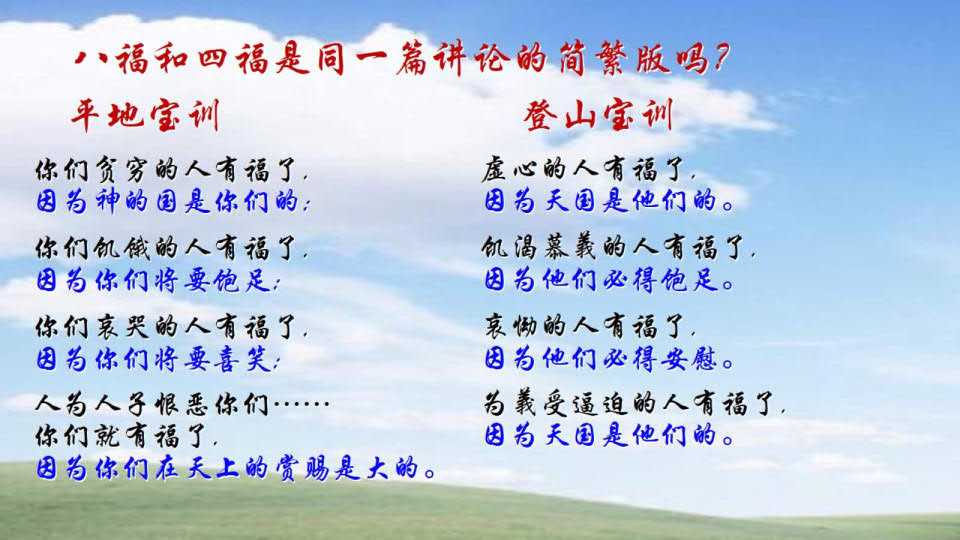 八福和四福是同一篇讲论的简繁版吗？
平地宝训
你们贫穷的人有福了，
因为神的国是你们的；
你们饥饿的人有福了，
因为你们将要饱足；
你们哀哭的人有福了，
因为你们将要喜笑；
人为人子恨恶你们……
你们就有福了，
因为你们在天上的赏赐是大的。
登山宝训
虚心的人有福了，
因为天国是他们的。
饥渴慕義的人有福了，
因为他们必得饱足。
哀恸的人有福了，
因为他们必得安慰。
为義受逼迫的人有福了，
因为天国是他们的。